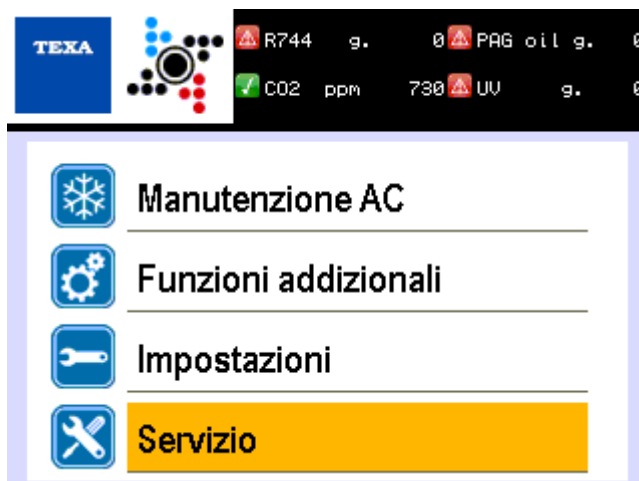 TEXA
R744 g. 0 PAG oil g.
CO2 ppm 730 UV g.
Manutenzione AC
Funzioni addizionali
Impostazioni
Servizio